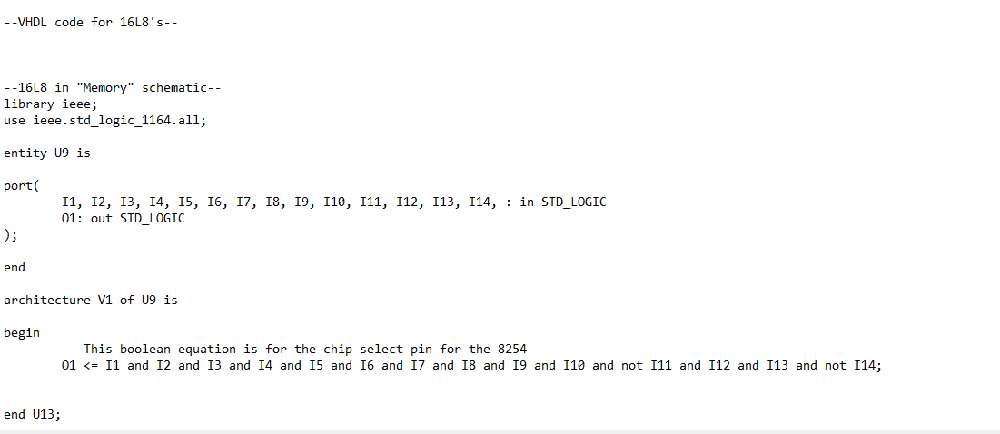 --VHDL code for 16L8's--
--16L8 in "Memory" schematic--
library ieee;
use ieee.std_logic_1164.all;
entity U9 is
port(
I1, I2, I3, I4, I5, I6, I7, I8, I9, I10, I11, I12, I13, I14, : in STD_LOGIC
O1: out STD_LOGIC
);
end
architecture V1 of U9 is
begin
-- This boolean equation is for the chip select pin for the 8254 --
O1 <= I1 and I2 and I3 and I4 and I5 and I6 and I7 and I8 and I9 and I10 and not I11 and I12 and I13 and not I14;
end U13;